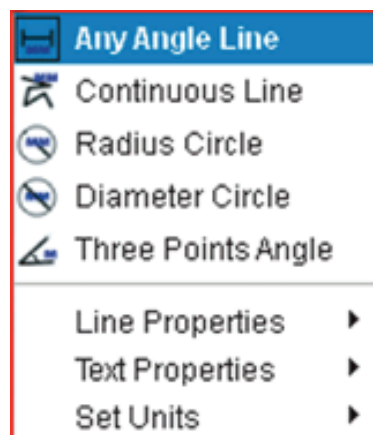 Any Angle Line
Continuous Line
Radius Circle
Diameter Circle
Three Points Angle
Line Properties
Text Properties
Set Units